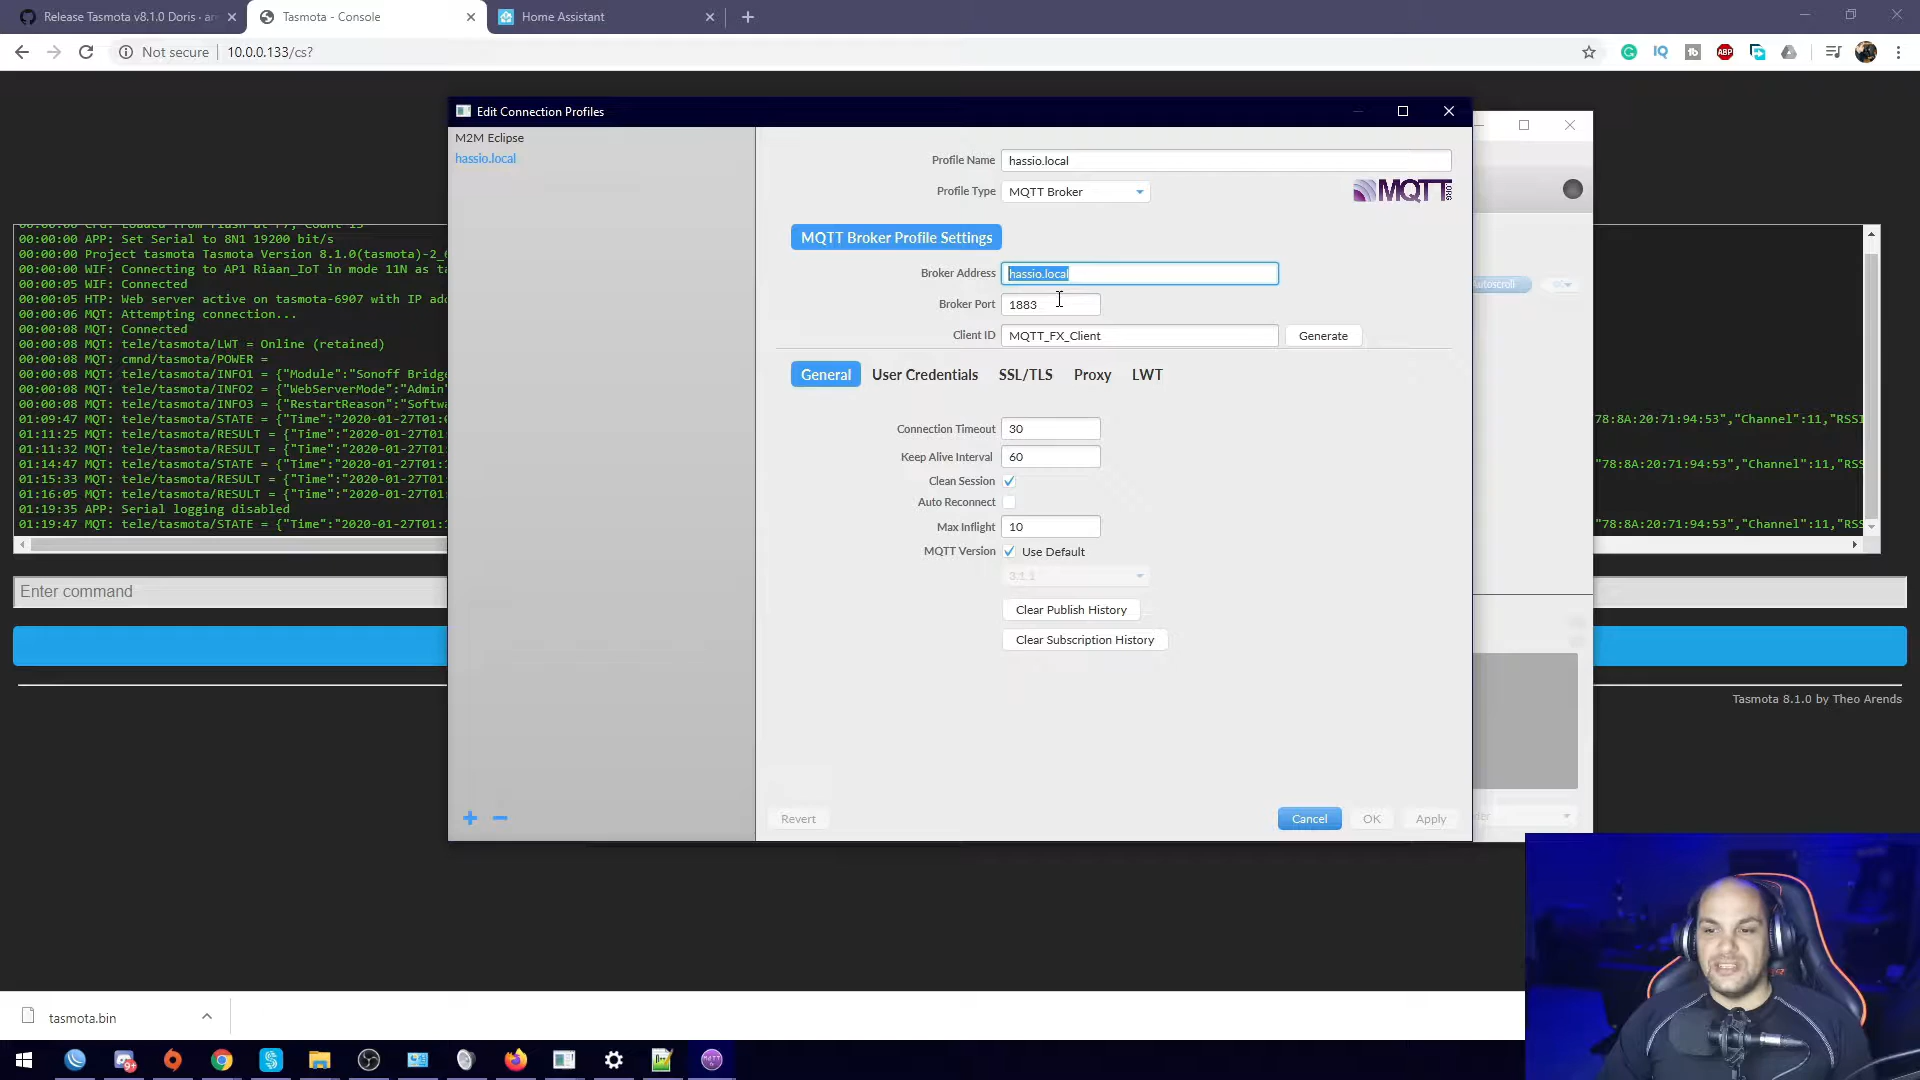 Release Tasmota v8.1.0 Doris · ar
Tasmota - Console
Home Assistant
Not secure
10.0.0.133/cs?
Edit Connection Profiles
M2M Eclipse
hassio.local
Profile Name
hassio.local
Profile Type
MQTT Broker
MQTT
.ORG
MQTT Broker Profile Settings
Broker Address
hassio.local
Broker Port
1883
Client ID
MQTT_FX_Client
Generate
General
User Credentials
SSL/TLS
Proxy
LWT
Connection Timeout
30
Keep Alive Interval
60
Clean Session
Auto Reconnect
Max Inflight
10
MQTT Version
Use Default
3.1.1
Clear Publish History
Clear Subscription History
Revert
Cancel
OK
Apply
Autoscroll
00:00:00 APP: Set Serial to 8N1 19200 bit/s
00:00:00 Project tasmota Tasmota Version 8.1.0(tasmota)-2_
00:00:00 WIF: Connecting to AP1 Riaan_IoT in mode 11N as ta
00:00:05 WIF: Connected
00:00:05 HTP: Web server active on tasmota-6907 with IP add
00:00:06 MQT: Attempting connection...
00:00:08 MQT: Connected
00:00:08 MQT: tele/tasmota/LWT = Online (retained)
00:00:08 MQT: cmnd/tasmota/POWER =
00:00:08 MQT: tele/tasmota/INFO1 = {"Module":"Sonoff Bridge
00:00:08 MQT: tele/tasmota/INFO2 = {"WebServerMode":"Admin"
00:00:08 MQT: tele/tasmota/INFO3 = {"RestartReason":"Softwa
01:09:47 MQT: tele/tasmota/STATE = {"Time":"2020-01-27T01:
01:11:25 MQT: tele/tasmota/RESULT = {"Time":"2020-01-27T01
01:11:32 MQT: tele/tasmota/RESULT = {"Time":"2020-01-27T01
01:14:47 MQT: tele/tasmota/STATE = {"Time":"2020-01-27T01:
01:15:33 MQT: tele/tasmota/RESULT = {"Time":"2020-01-27T01
01:16:05 MQT: tele/tasmota/RESULT = {"Time":"2020-01-27T01
01:19:35 APP: Serial logging disabled
01:19:47 MQT: tele/tasmota/STATE = {"Time":"2020-01-27T01:
"78:8A:20:71:94:53","Channel":11,"RSSI
"78:8A:20:71:94:53","Channel":11,"RSS
"78:8A:20:71:94:53","Channel":11,"RSS
Enter command
Tasmota 8.1.0 by Theo Arends
tasmota.bin